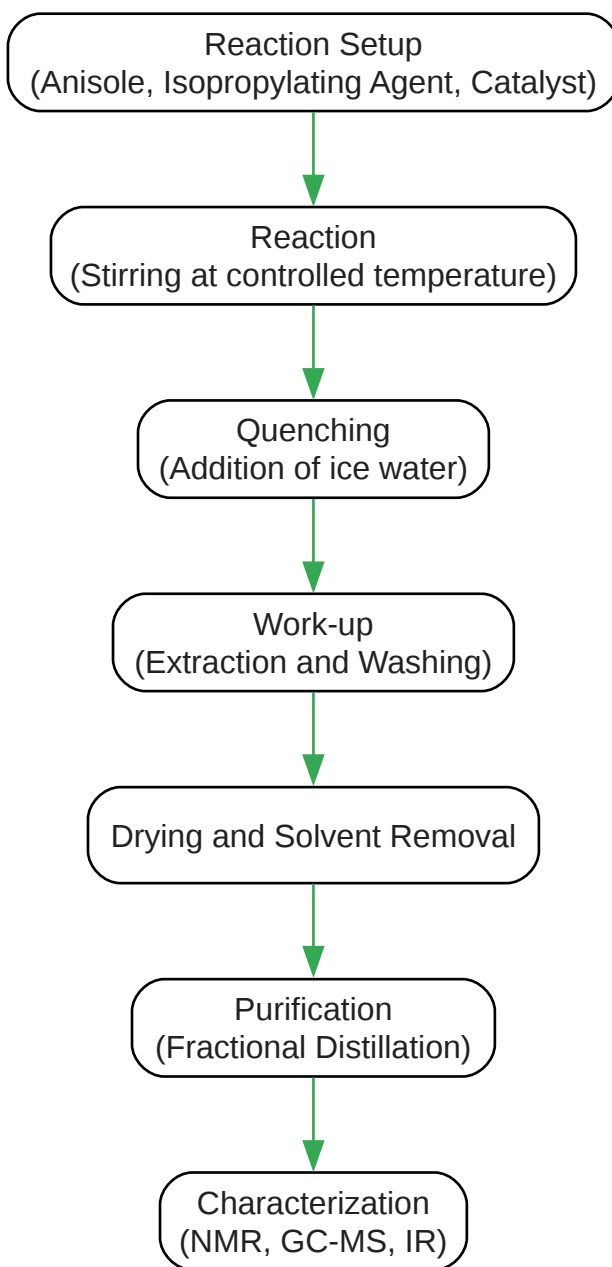 Reaction Setup
(Anisole, Isopropylating Agent, Catalyst)
Reaction
(Stirring at controlled temperature)
Quenching
(Addition of ice water)
Work-up
(Extraction and Washing)
Drying and Solvent Removal
Purification
(Fractional Distillation)
Characterization
(NMR, GC-MS, IR)